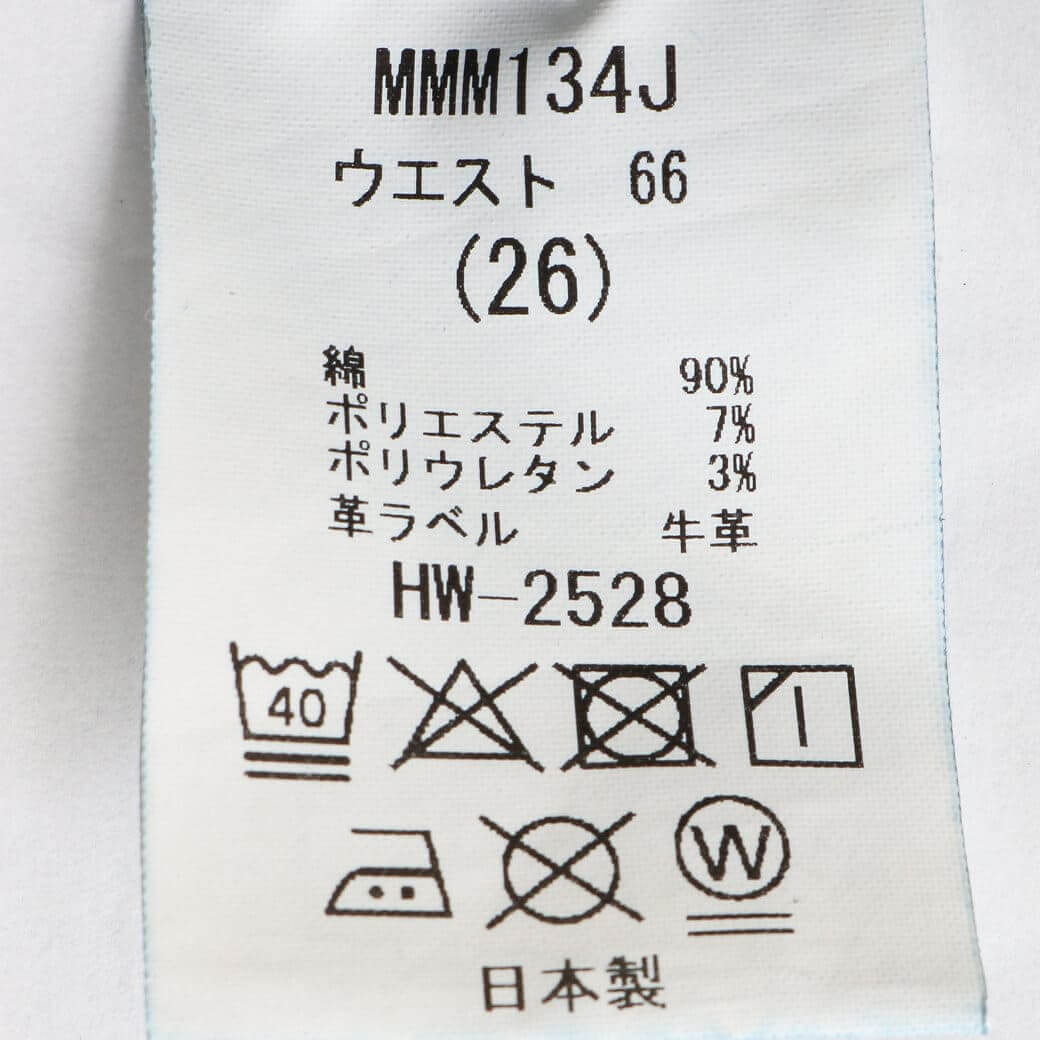 MMM134J
ウエスト 66
(26)
綿 90%
ポリエステル 7%
ポリウレタン 3%
革ラベル 牛革
HW-2528
40
W
日本製